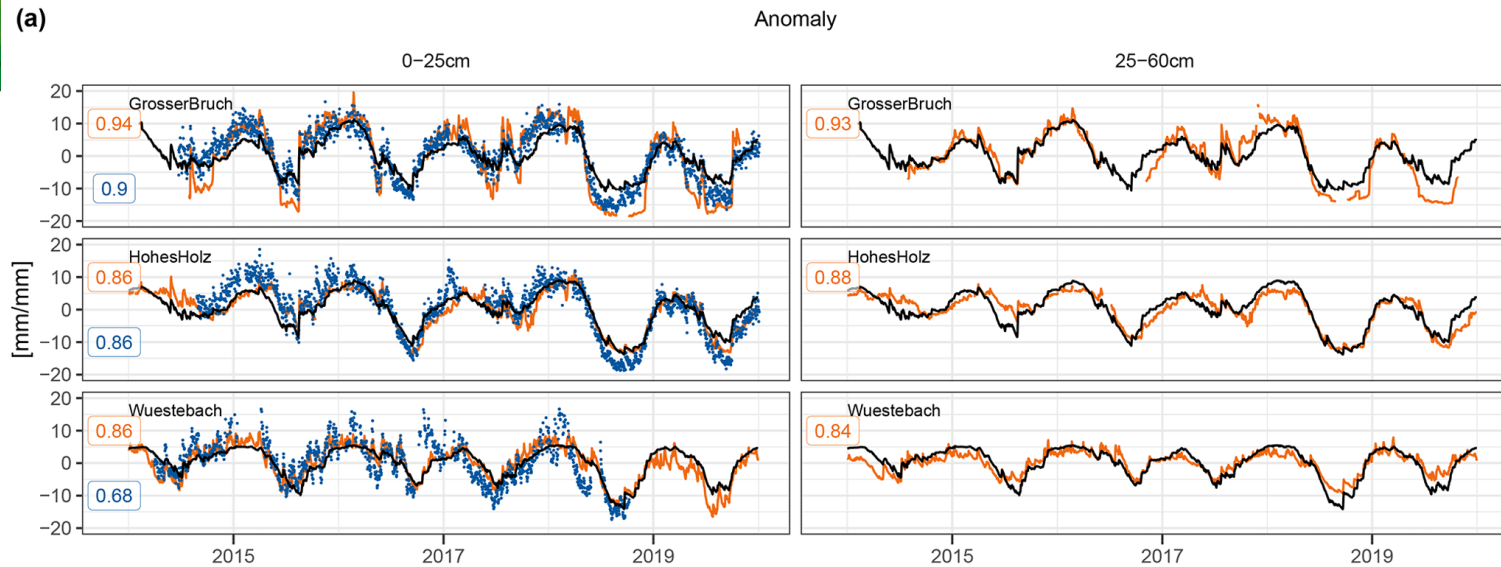 (a)
Anomaly
0−25cm
25−60cm
[mm/mm]
20
10
0
−10
−20
GrosserBruch
0.94
0.9
GrosserBruch
0.93
20
10
0
−10
−20
HohesHolz
0.86
0.86
HohesHolz
0.88
20
10
0
−10
−20
Wuestebach
0.86
0.68
Wuestebach
0.84
2015 2017 2019
2015 2017 2019